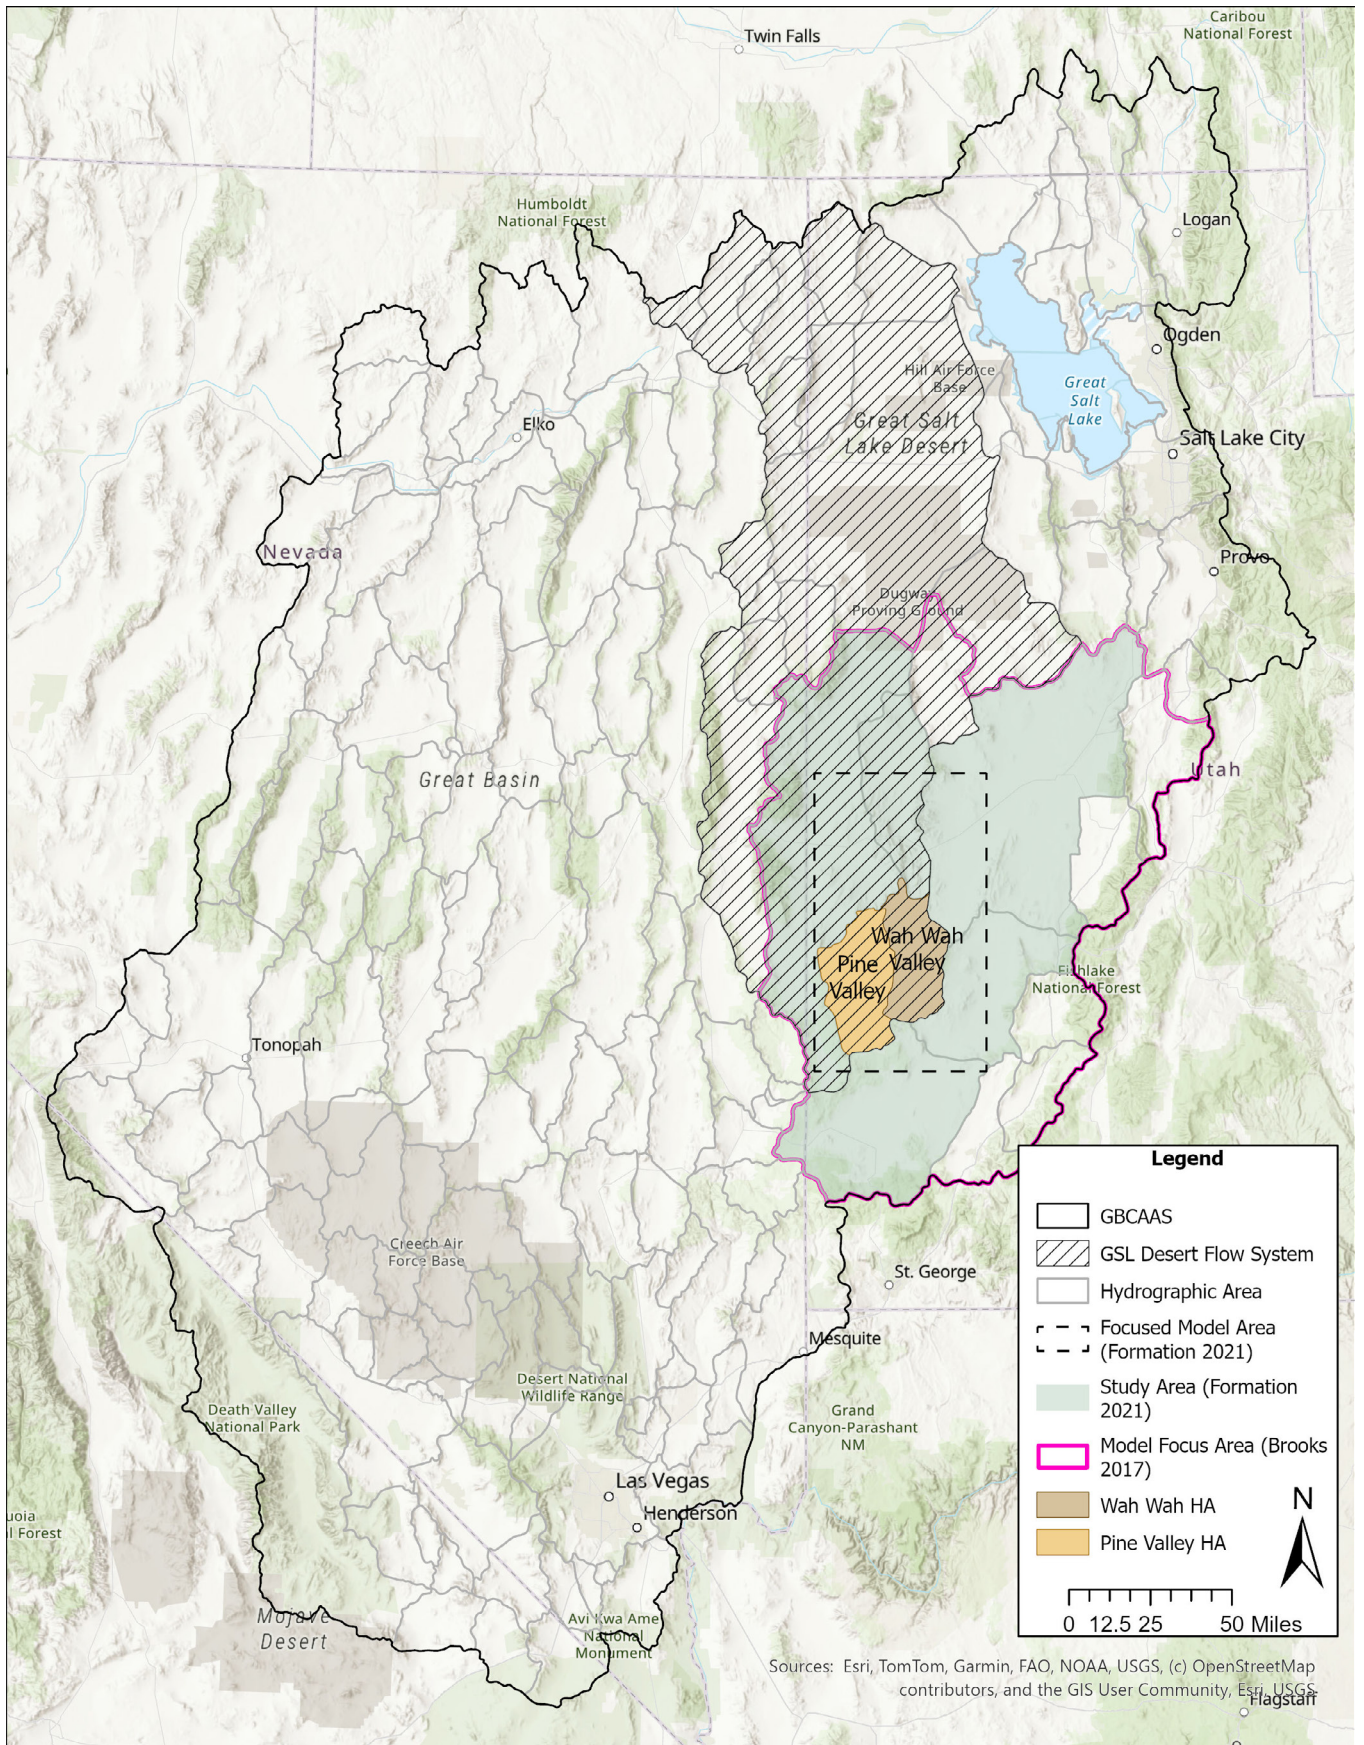 Caribou
National Forest
Twin Falls
Humboldt
National Forest
Logan
Ogden
Hill Air Force
Base
Great
Salt
Lake
Great Salt
Lake Desert
Elko
Salt Lake City
Nevada
Provo
Dugway
Proving Ground
Great Basin
Utah
Wah Wah
Valley
Pine
Valley
Fishlake
National Forest
Tonopah
Creech Air
Force Base
St. George
Mesquite
Desert National
Wildlife Range
Death Valley
National Park
Grand
Canyon-Parashant
NM
Las Vegas
Henderson
uoia
al Forest
Mojave
Desert
Avi Kwa Ame
National
Monument
Legend
GBCAAS
GSL Desert Flow System
Hydrographic Area
Focused Model Area
(Formation 2021)
Study Area (Formation
2021)
Model Focus Area (Brooks
2017)
Wah Wah HA
Pine Valley HA
N
0 12.5 25 50 Miles
Sources: Esri, TomTom, Garmin, FAO, NOAA, USGS, (c) OpenStreetMap
contributors, and the GIS User Community, Esri, USGS
Flagstaff